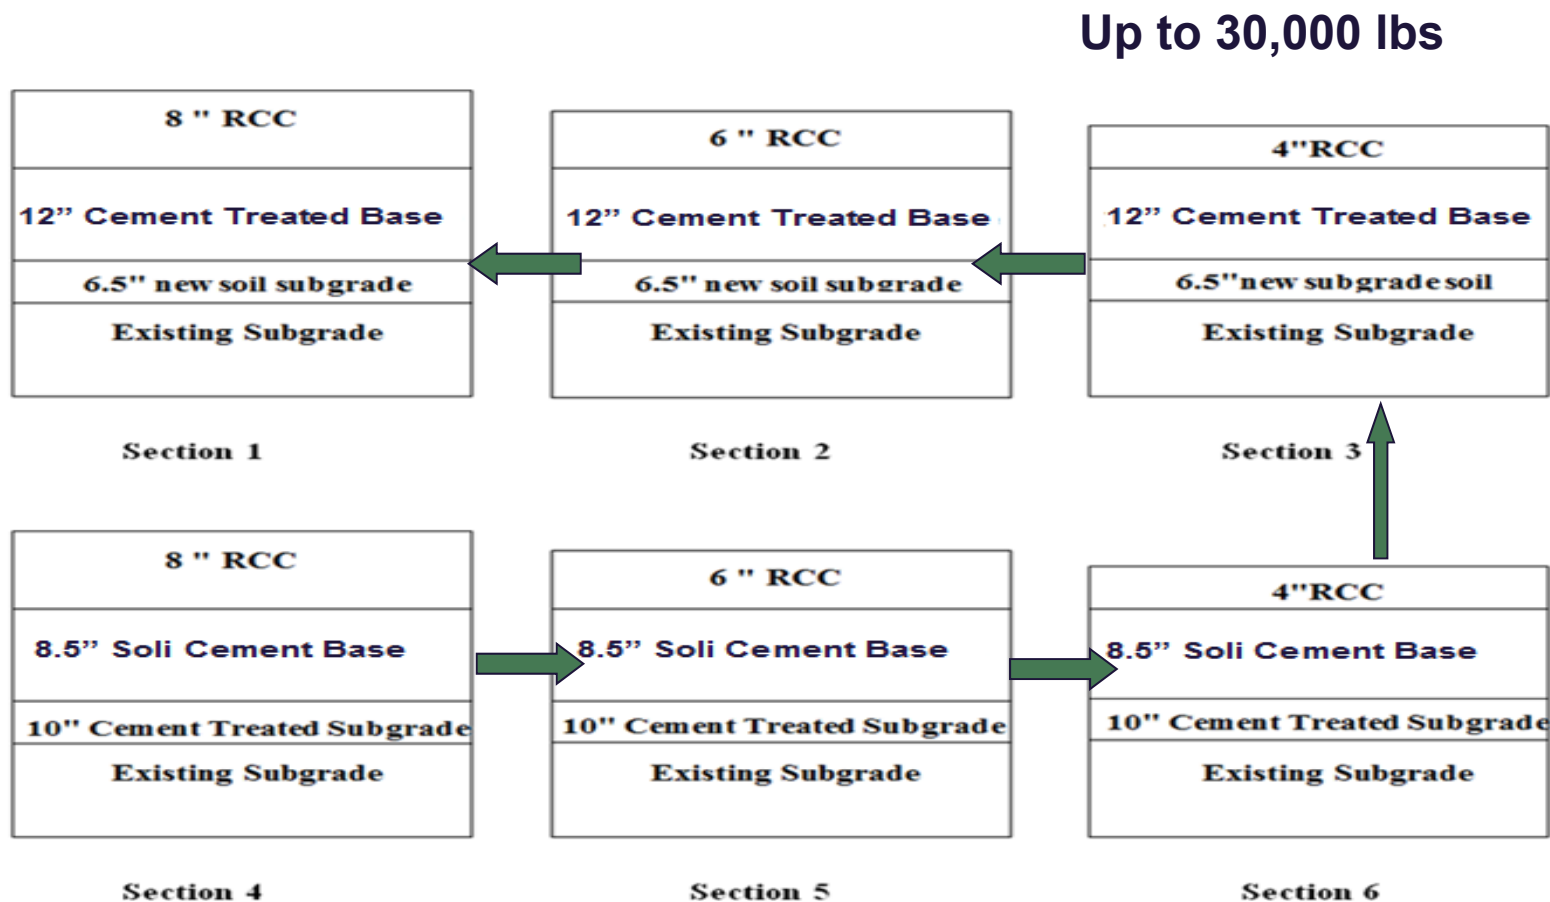 Up to 30,000 lbs
8 " RCC
12” Cement Treated Base
6.5" new soil subgrade
Existing Subgrade
Section 1
6 " RCC
12” Cement Treated Base
6.5" new soil subgrade
Existing Subgrade
Section 2
4"RCC
12” Cement Treated Base
6.5"new subgrade soil
Existing Subgrade
Section 3
8 " RCC
8.5” Soli Cement Base
10" Cement Treated Subgrade
Existing Subgrade
Section 4
6 " RCC
8.5” Soli Cement Base
10" Cement Treated Subgrade
Existing Subgrade
Section 5
4"RCC
8.5” Soli Cement Base
10" Cement Treated Subgrade
Existing Subgrade
Section 6